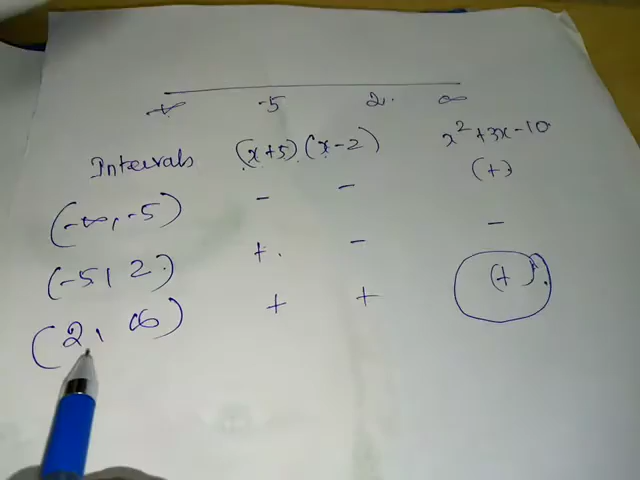 -∞ -5 2. ∞
Intervals (x+5) (x-2) x² + 3x - 10
(-∞, -5) - - (+)
(-5, 2) + - -
(2, ∞) + + (+)